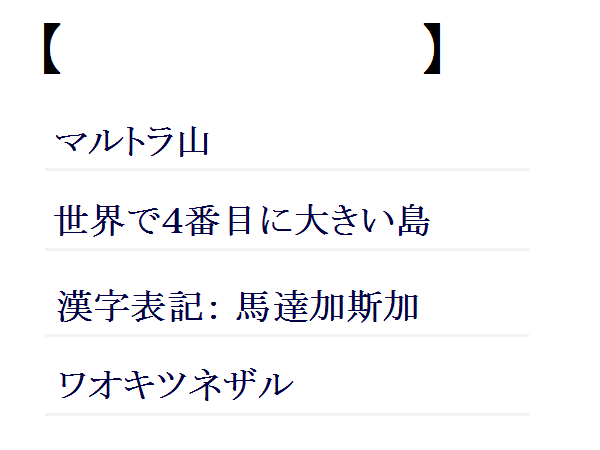 【 】
マルトラ山
世界で4番目に大きい島
漢字表記：馬達加斯加
ワオキツネザル